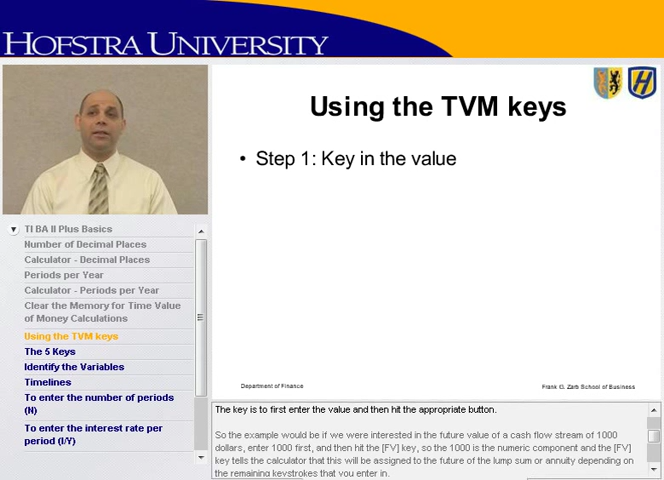 HOFSTRA UNIVERSITY
Using the TVM keys
• Step 1: Key in the value
TI BA II Plus Basics
Number of Decimal Places
Calculator - Decimal Places
Periods per Year
Calculator - Periods per Year
Clear the Memory for Time Value
of Money Calculations
Using the TVM keys
The 5 Keys
Identify the Variables
Timelines
To enter the number of periods
(N)
To enter the interest rate per
period (I/Y)
Department of Finance
Frank G. Zarb School of Business
The key is to first enter the value and then hit the appropriate button.
So the example would be if we were interested in the future value of a cash flow stream of 1000
dollars, enter 1000 first, and then hit the [FV] key, so the 1000 is the numeric component and the [FV]
key tells the calculator that this will be assigned to the future of the lump sum or annuity depending on
the remaining keystrokes that you enter in.